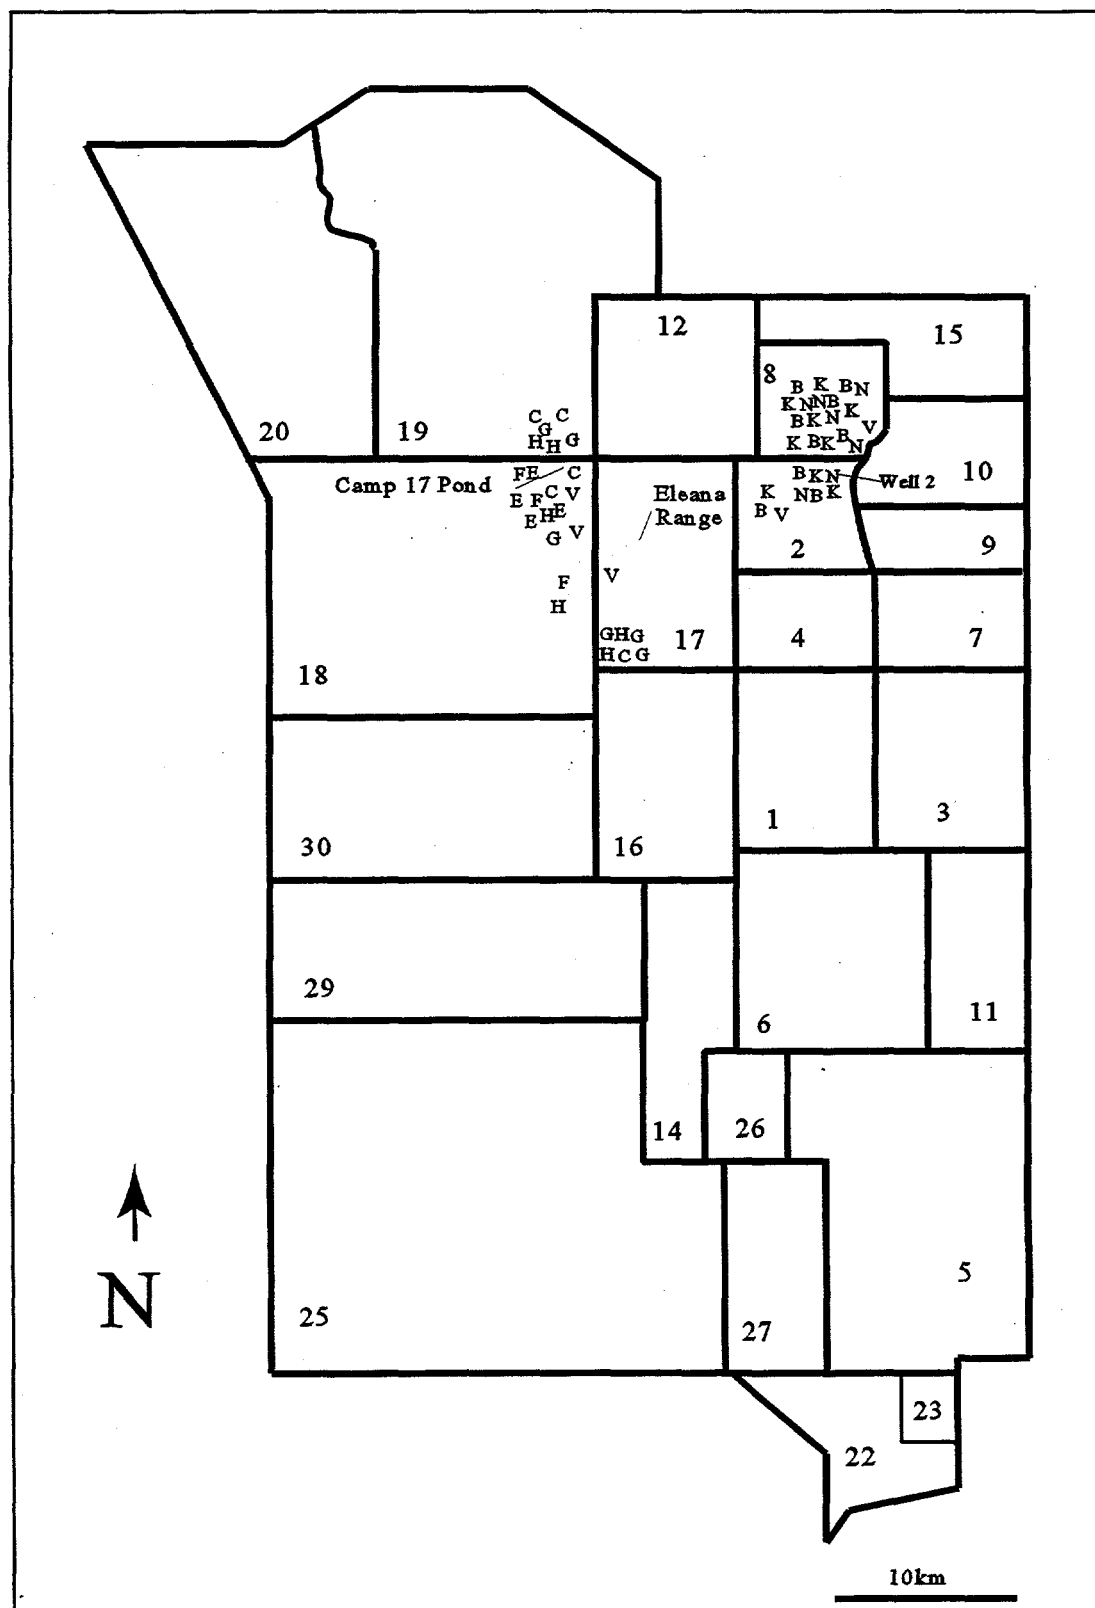 12
15
8
B K B N
K N N B K
B K N V
K B K B N
C C
G
H H G
20
19
F E C
Camp 17 Pond
E F C V
E H E
G V
Eleana
Range
B K N
Well 2
10
K N B K
B V
2
9
F V
H
G H G
H C G
17
4
7
18
1
3
30
16
29
6
11
14
26
N
25
27
5
23
22
10km